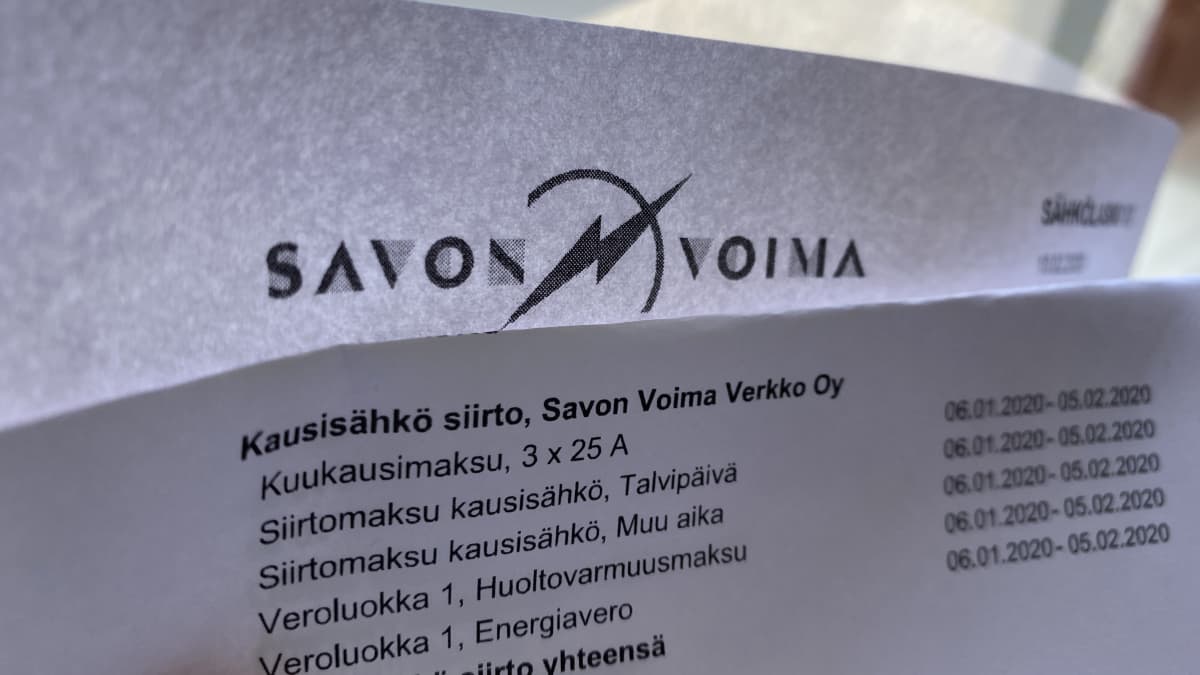 SAVON VOIMA
SÄHKÖLASKU
Kausisähkö siirto, Savon Voima Verkko Oy
Kuukausimaksu, 3 x 25 A 06.01.2020- 05.02.2020
Siirtomaksu kausisähkö, Talvipäivä 06.01.2020- 05.02.2020
Siirtomaksu kausisähkö, Muu aika 06.01.2020- 05.02.2020
Veroluokka 1, Huoltovarmuusmaksu 06.01.2020- 05.02.2020
Veroluokka 1, Energiavero 06.01.2020- 05.02.2020
siirto yhteensä